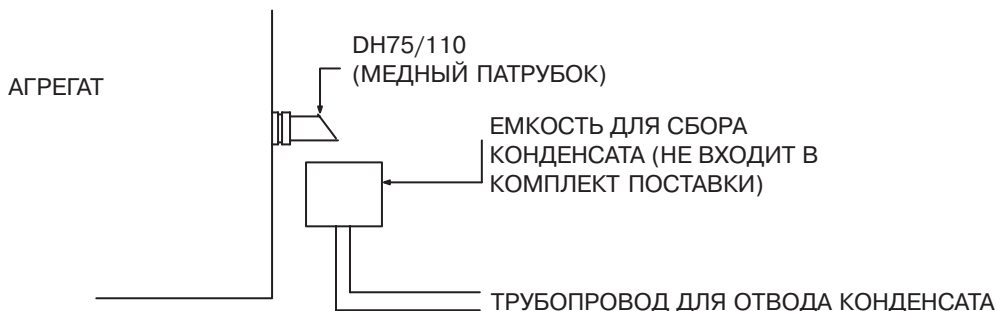 DH75/110
(МЕДНЫЙ ПАТРУБОК)
АГРЕГАТ
ЕМКОСТЬ ДЛЯ СБОРА
КОНДЕНСАТА (НЕ ВХОДИТ В
КОМПЛЕКТ ПОСТАВКИ)
ТРУБОПРОВОД ДЛЯ ОТВОДА КОНДЕНСАТА